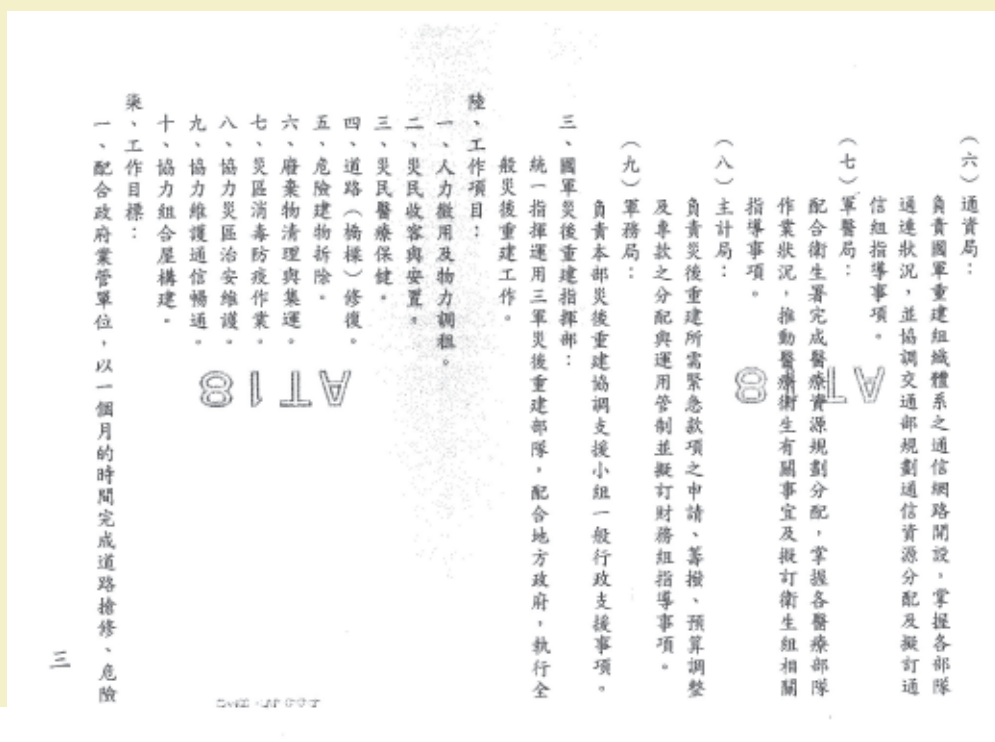 (六)通資局：
負責國軍重建組織體系之通信網路開設，掌握各部隊
通連狀況，並協調交通部規劃通信資源分配及擬訂通
信組指導事項。
(七)軍醫局：
配合衛生署完成醫療資源規劃分配，掌握各醫療部隊
作業狀況，推動醫療衛生有關事宜及擬訂衛生組相關
指導事項。
(八)主計局：
負責災後重建所需緊急款項之申請、籌撥、預算調整
及專款之分配與運用管制並擬訂財務組指導事項。
(九)軍務局：
負責本部災後重建協調支援小組一般行政支援事項。
三、國軍災後重建指揮部：
統一指揮運用三軍災後重建部隊，配合地方政府，執行全
般災後重建工作。
陸、工作項目：
一、人力徵用及物力調租。
二、災民收容與安置。
三、災民醫療保健。
四、道路（橋樑）修復。
五、危險建物拆除。
六、廢棄物清理與集運。
七、災區消毒防疫作業。
八、協力災區治安維護。
九、協力維護通信暢通。
十、協力組合屋構建。
柒、工作目標：
一、配合政府業管單位，以一個月的時間完成道路搶修、危險
三
AT18
AT18